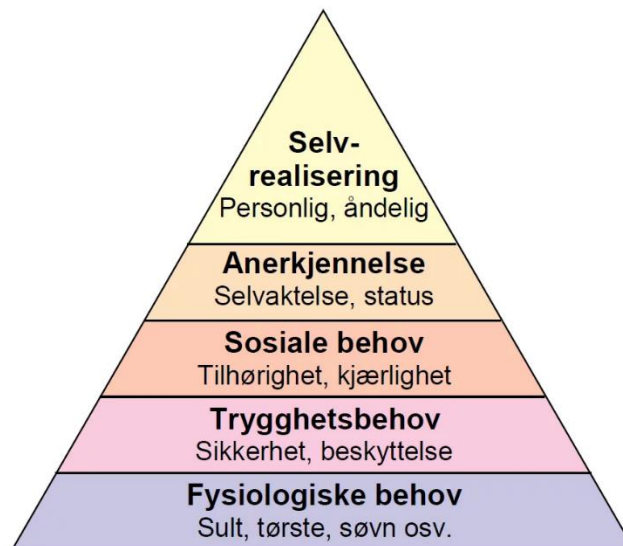 Selv-
realisering
Personlig, åndelig
Anerkjennelse
Selvaktelse, status
Sosiale behov
Tilhørighet, kjærlighet
Trygghetsbehov
Sikkerhet, beskyttelse
Fysiologiske behov
Sult, tørste, søvn osv.